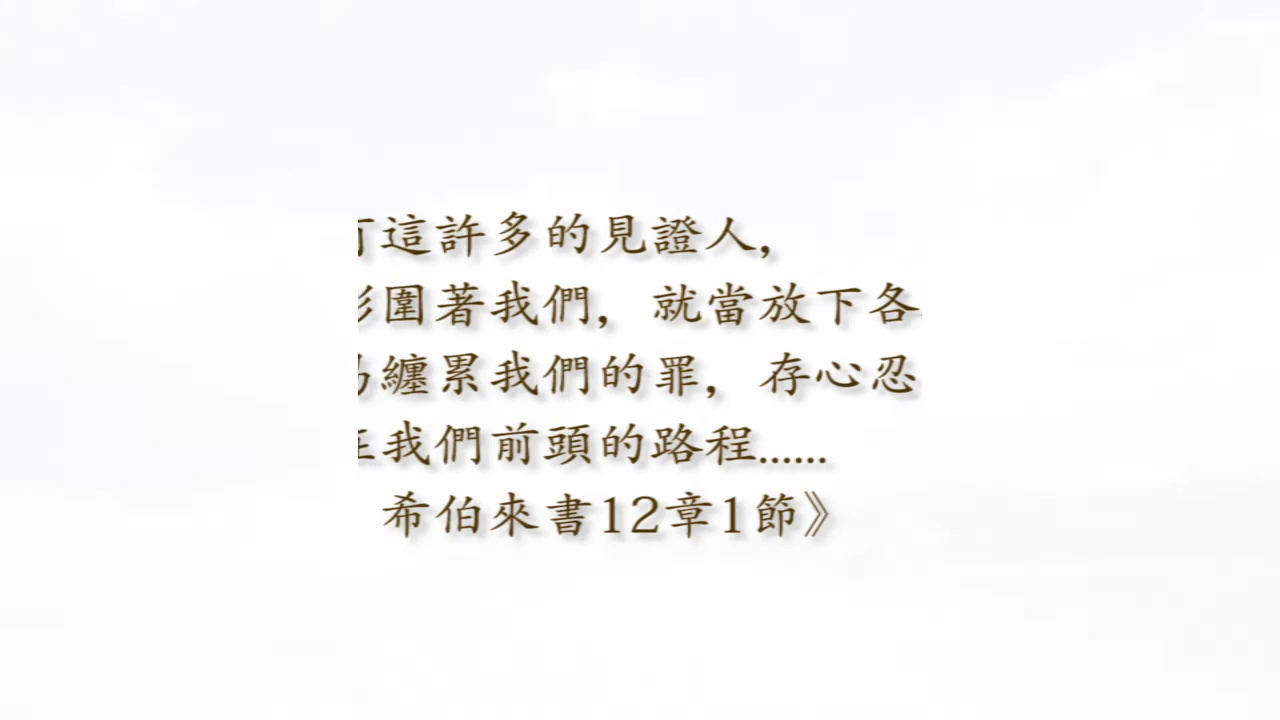 這許多的見證人，
圍著我們，就當放下各
纏累我們的罪，存心忍
我們前頭的路程......
希伯來書12章1節》